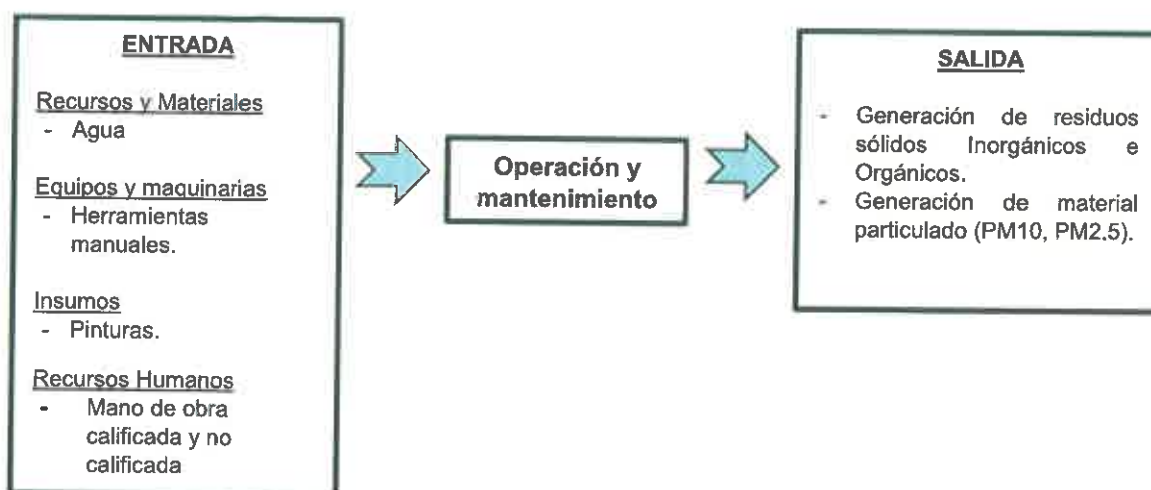 ENTRADA
Recursos y Materiales
- Agua
Equipos y maquinarias
- Herramientas
manuales.
Insumos
- Pinturas.
Recursos Humanos
- Mano de obra
calificada y no
calificada
Operación y
mantenimiento
SALIDA
- Generación de residuos
sólidos Inorgánicos e
Orgánicos.
- Generación de material
particulado (PM10, PM2.5).